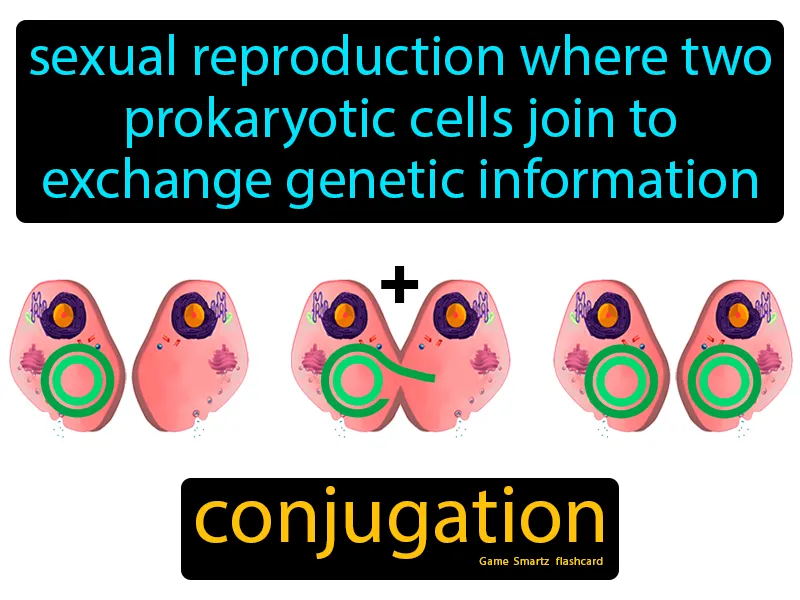 sexual reproduction where two
prokaryotic cells join to
exchange genetic information
+
conjugation
Game Smartz flashcard